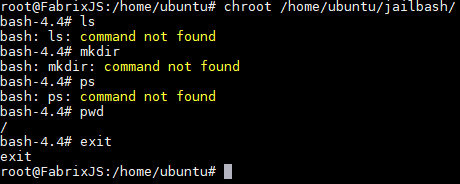 root@FabrixJS:/home/ubuntu# chroot /home/ubuntu/jailbash/
bash-4.4# ls
bash: ls: command not found
bash-4.4# mkdir
bash: mkdir: command not found
bash-4.4# ps
bash: ps: command not found
bash-4.4# pwd
/
bash-4.4# exit
exit
root@FabrixJS:/home/ubuntu#